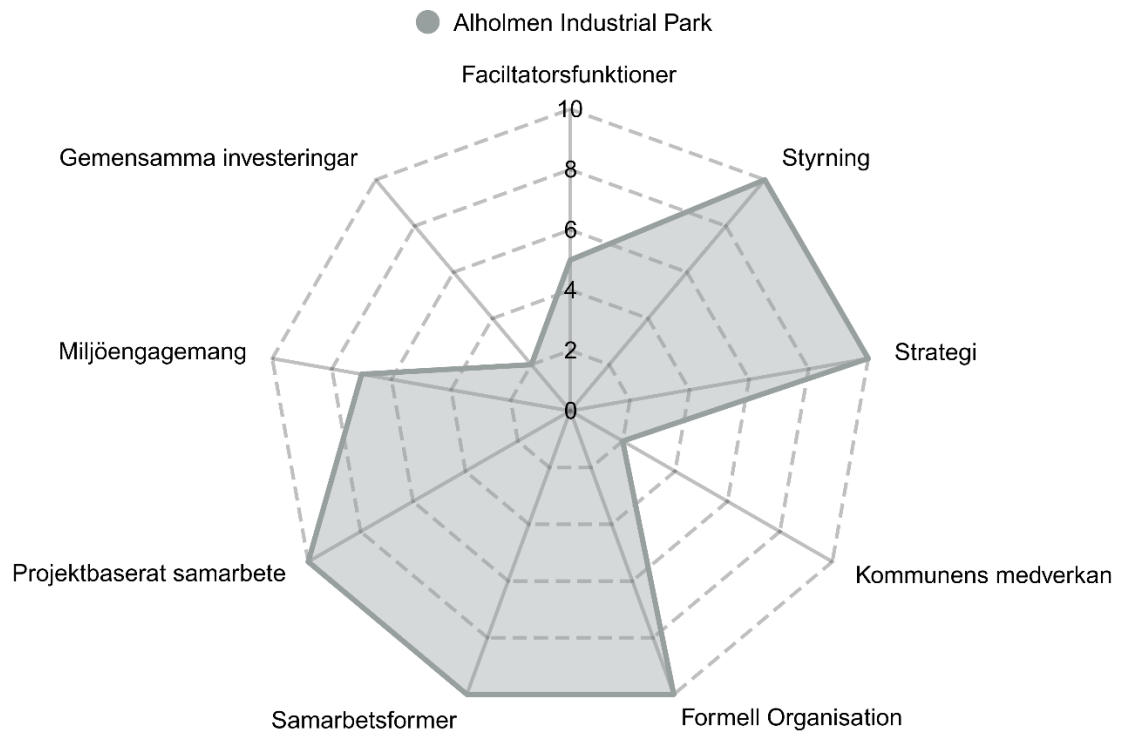 Alholmen Industrial Park
Faciltatorsfunktioner
10
Gemensamma investeringar
Styrning
8
6
4
Miljöengagemang
2
Strategi
0
Projektbaserat samarbete
Kommunens medverkan
Samarbetsformer
Formell Organisation